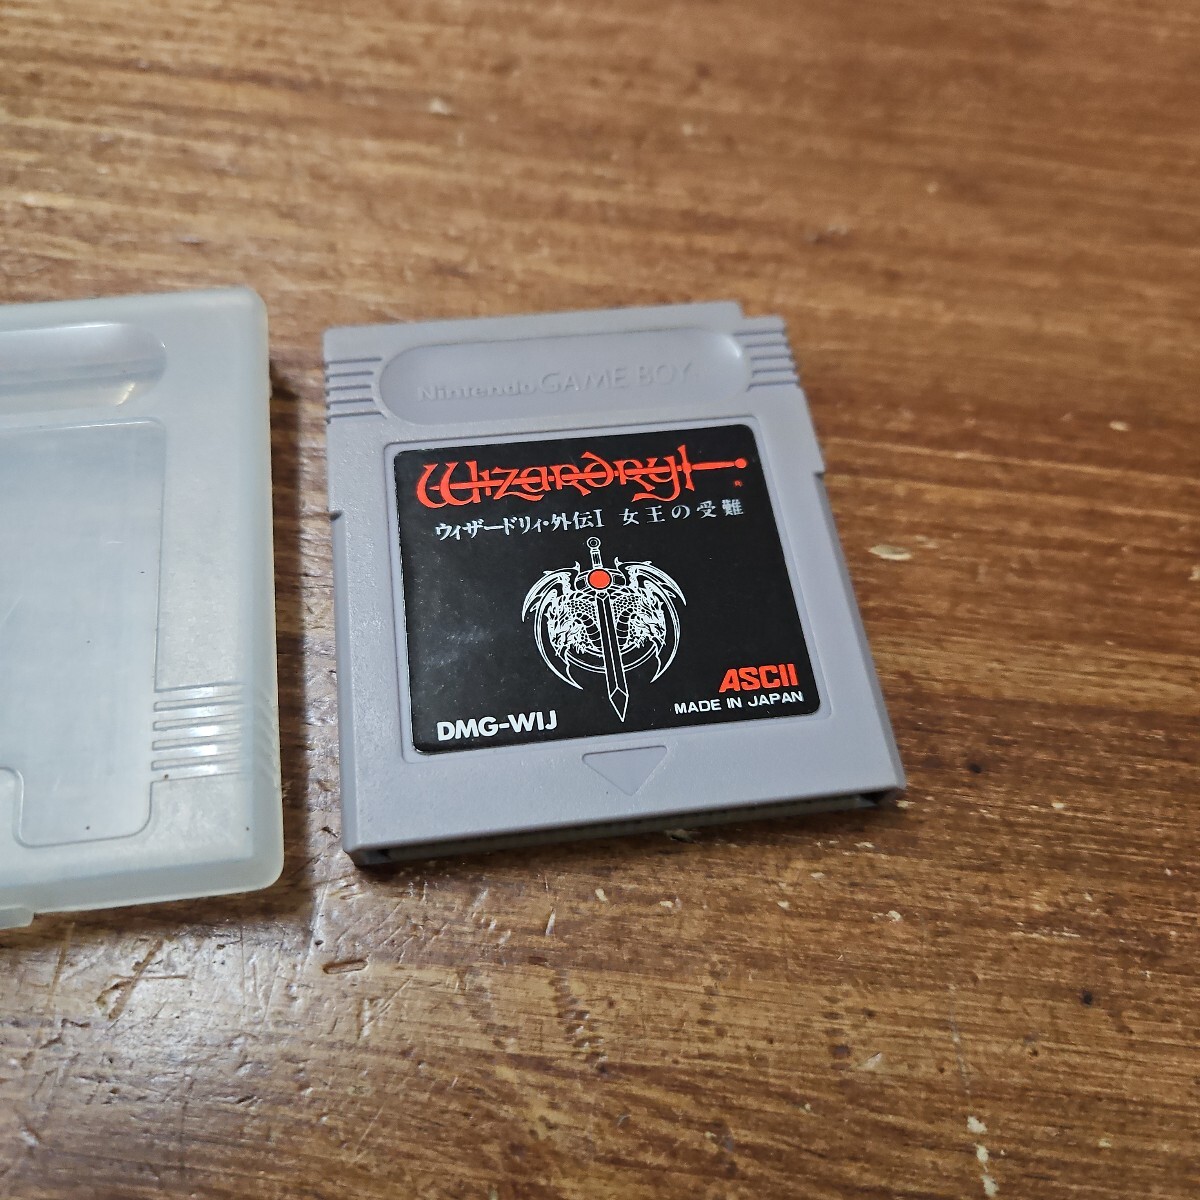 Nintendo GAME BOY
Wizardry
ウィザードリィ・外伝I 女王の受難
ASCII
MADE IN JAPAN
DMG-WIJ